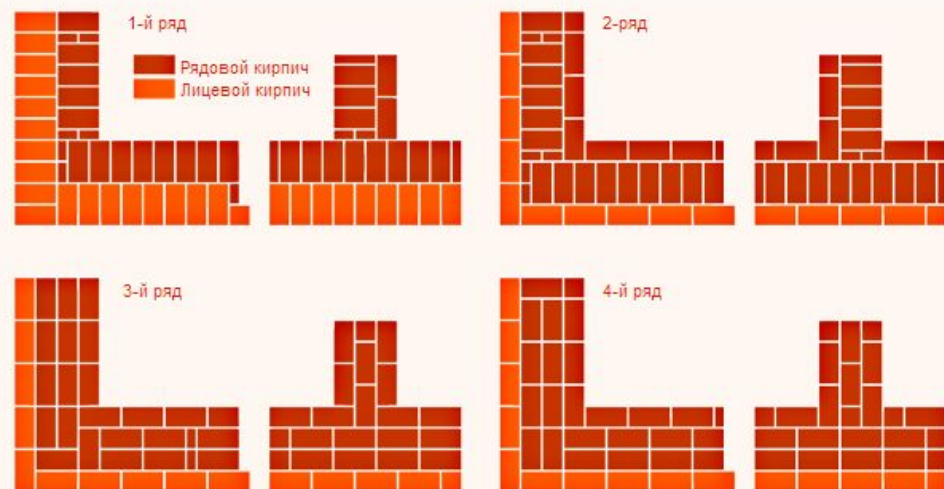 1-й ряд
2-ряд
Рядовой кирпич
Лицевой кирпич
3-й ряд
4-й ряд